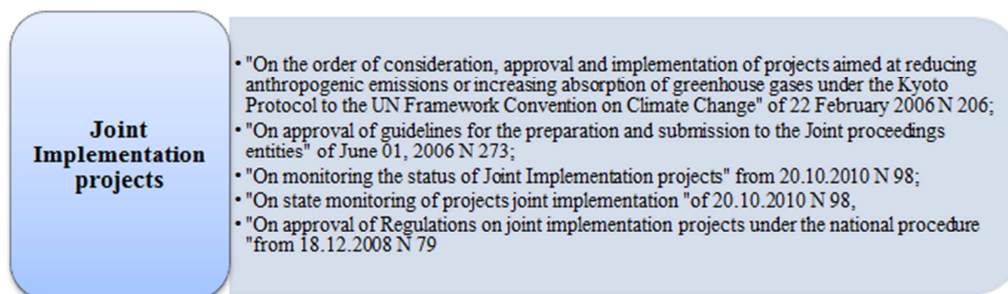 Joint
Implementation
projects
• "On the order of consideration, approval and implementation of projects aimed at reducing
anthropogenic emissions or increasing absorption of greenhouse gases under the Kyoto
Protocol to the UN Framework Convention on Climate Change" of 22 February 2006 N 206;
• "On approval of guidelines for the preparation and submission to the Joint proceedings
entities" of June 01, 2006 N 273;
• "On monitoring the status of Joint Implementation projects" from 20.10.2010 N 98;
• "On state monitoring of projects joint implementation "of 20.10.2010 N 98,
• "On approval of Regulations on joint implementation projects under the national procedure
"from 18.12.2008 N 79